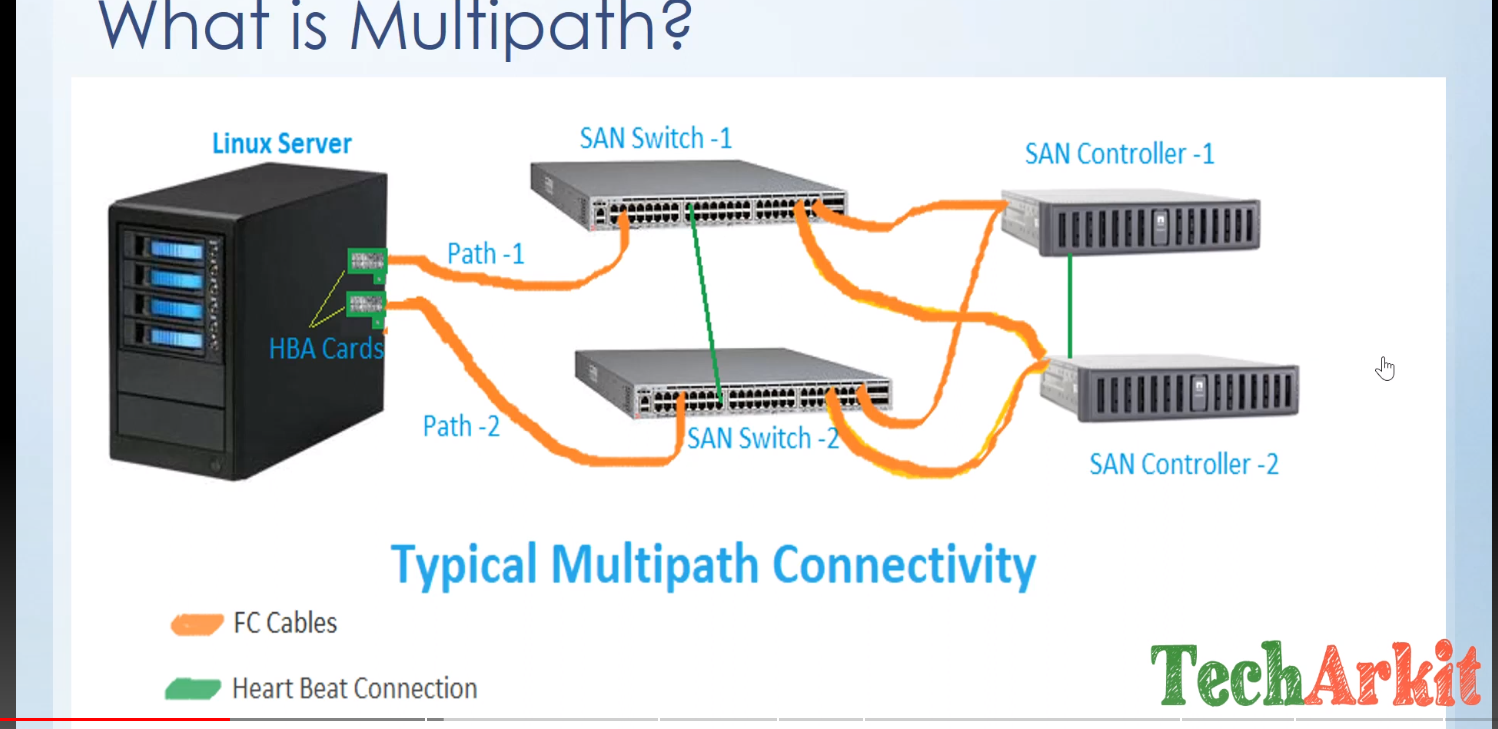 What is Multipath?
Linux Server
SAN Switch -1
SAN Controller -1
Path -1
HBA Cards
Path -2
SAN Switch -2
SAN Controller -2
Typical Multipath Connectivity
FC Cables
Heart Beat Connection
TechArkit